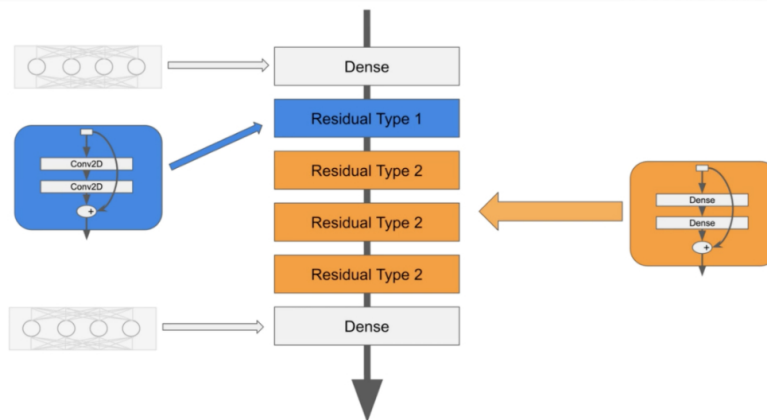 Dense
Residual Type 1
Conv2D
Conv2D
+
Residual Type 2
Residual Type 2
Dense
Dense
+
Residual Type 2
Dense